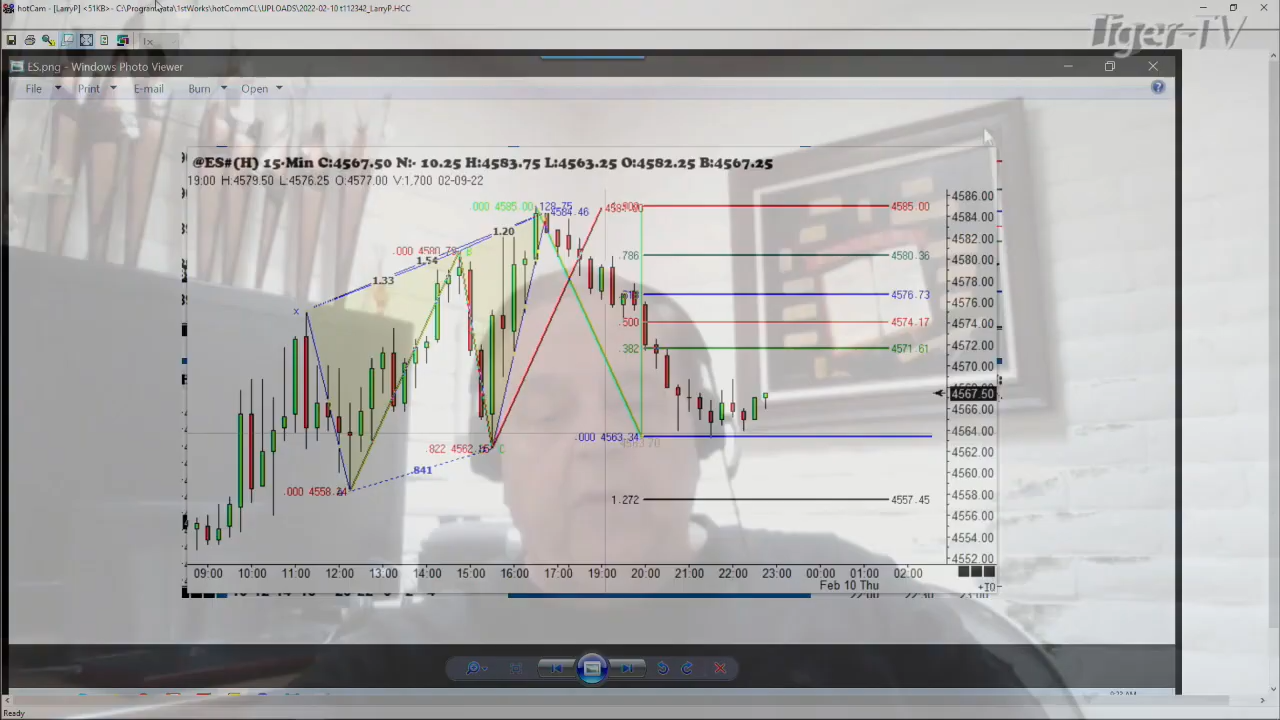 hotCam - [LarryP] <51KB>- C:\ProgramData\1stWorks\hotCommCL\UPLOADS\2022-02-10 t112342_LarryP.HCC
Tiger-TV
ES.png - Windows Photo Viewer
File Print E-mail Burn Open
@ES#(H) 15-Min C:4567.50 N:- 10.25 H:4583.75 L:4563.25 O:4582.25 B:4567.25
19:00 H:4579.50 L:4576.25 O:4577.00 V:1,700 02-09-22
4586.00
.000 4585.00 128.75 4585.00
4584.46
4584.00
1.20
4582.00
.000
1.54
.786 4580.36
4580.00
1.33
4578.00
4576.73
4576.00
X
4574.00
.500 4574.17
4572.00
.382 4571.61
4570.00
4567.50
4566.00
4564.00
.000 4563.34
.822
4562.00
.841
4560.00
.000 4558.24
4558.00
1.272 4557.45
4556.00
4554.00
4552.00
09:00 10:00 11:00 12:00 13:00 14:00 15:00 16:00 17:00 18:00 19:00 20:00 21:00 22:00 23:00 00:00 01:00 02:00
Feb 10 Thu
Ready